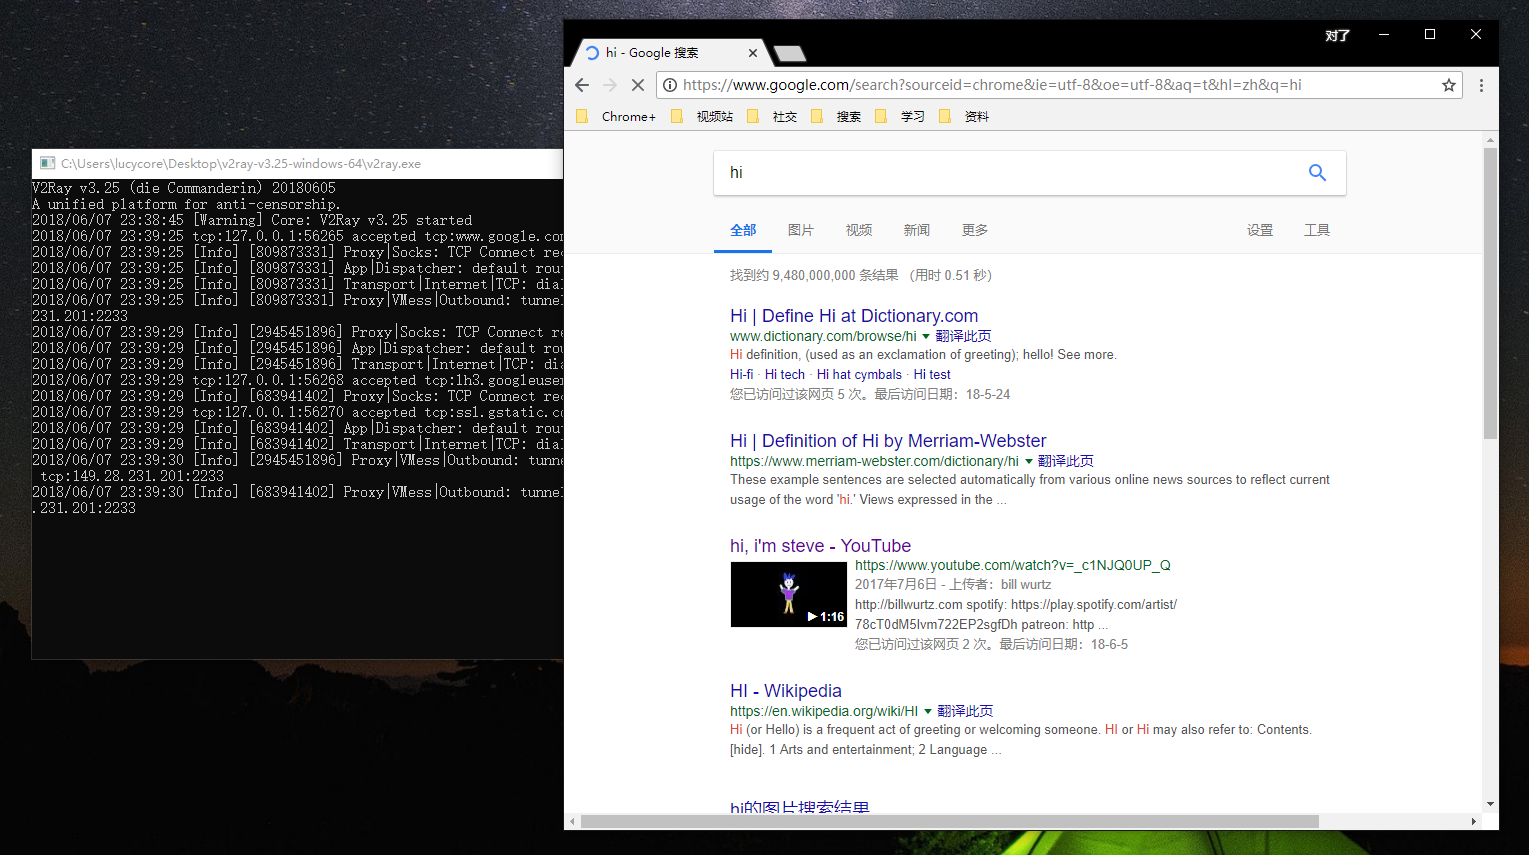 对了
hi - Google 搜索
https://www.google.com/search?sourceid=chrome&ie=utf-8&oe=utf-8&aq=t&hl=zh&q=hi
Chrome+ 视频站 社交 搜索 学习 资料
C:\Users\lucycore\Desktop\v2ray-v3.25-windows-64\v2ray.exe
V2Ray v3.25 (die Commanderin) 20180605
A unified platform for anti-censorship.
2018/06/07 23:38:45 [Warning] Core: V2Ray v3.25 started
2018/06/07 23:39:25 tcp:127.0.0.1:56265 accepted tcp:www.google.com
2018/06/07 23:39:25 [Info] [809873331] Proxy|Socks: TCP Connect re
2018/06/07 23:39:25 [Info] [809873331] App|Dispatcher: default rou
2018/06/07 23:39:25 [Info] [809873331] Transport|Internet|TCP: dia
2018/06/07 23:39:25 [Info] [809873331] Proxy|VMess|Outbound: tunne
231.201:2233
2018/06/07 23:39:29 [Info] [2945451896] Proxy|Socks: TCP Connect r
2018/06/07 23:39:29 [Info] [2945451896] App|Dispatcher: default ro
2018/06/07 23:39:29 [Info] [2945451896] Transport|Internet|TCP: di
2018/06/07 23:39:29 tcp:127.0.0.1:56268 accepted tcp:lh3.googleuse
2018/06/07 23:39:29 [Info] [683941402] Proxy|Socks: TCP Connect re
2018/06/07 23:39:29 tcp:127.0.0.1:56270 accepted tcp:ssl.gstatic.co
2018/06/07 23:39:29 [Info] [683941402] App|Dispatcher: default rou
2018/06/07 23:39:29 [Info] [683941402] Transport|Internet|TCP: dia
2018/06/07 23:39:30 [Info] [2945451896] Proxy|VMess|Outbound: tunn
tcp:149.28.231.201:2233
2018/06/07 23:39:30 [Info] [683941402] Proxy|VMess|Outbound: tunne
.231.201:2233
hi
全部 图片 视频 新闻 更多 设置 工具
找到约 9,480,000,000 条结果 （用时 0.51 秒）
Hi | Define Hi at Dictionary.com
www.dictionary.com/browse/hi 翻译此页
Hi definition, (used as an exclamation of greeting); hello! See more.
Hi-fi · Hi tech · Hi hat cymbals · Hi test
您已访问过该网页 5 次。最后访问日期：18-5-24
Hi | Definition of Hi by Merriam-Webster
https://www.merriam-webster.com/dictionary/hi 翻译此页
These example sentences are selected automatically from various online news sources to reflect current
usage of the word 'hi.' Views expressed in the ...
hi, i'm steve - YouTube
https://www.youtube.com/watch?v=_c1NJQ0UP_Q
2017年7月6日 - 上传者：bill wurtz
http://billwurtz.com spotify: https://play.spotify.com/artist/
1:16
78cT0dM5Ivm722EP2sgfDh patreon: http ...
您已访问过该网页 2 次。最后访问日期：18-6-5
HI - Wikipedia
https://en.wikipedia.org/wiki/HI 翻译此页
Hi (or Hello) is a frequent act of greeting or welcoming someone. HI or Hi may also refer to: Contents.
[hide]. 1 Arts and entertainment; 2 Language ...
hi的图片搜索结果